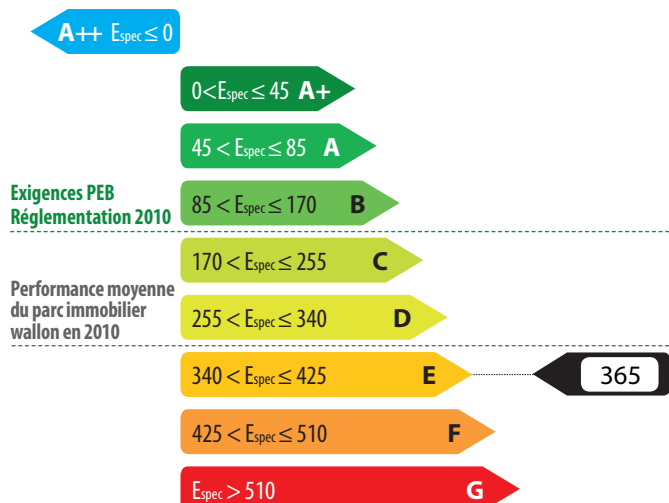 A++ Espec ≤ 0
0<Espec ≤ 45 A+
45 < Espec ≤ 85 A
Exigences PEB
Réglementation 2010
85 < Espec ≤ 170 B
170 < Espec ≤ 255 C
Performance moyenne
du parc immobilier
wallon en 2010
255 < Espec ≤ 340 D
340 < Espec ≤ 425 E
365
425 < Espec ≤ 510 F
Espec > 510 G